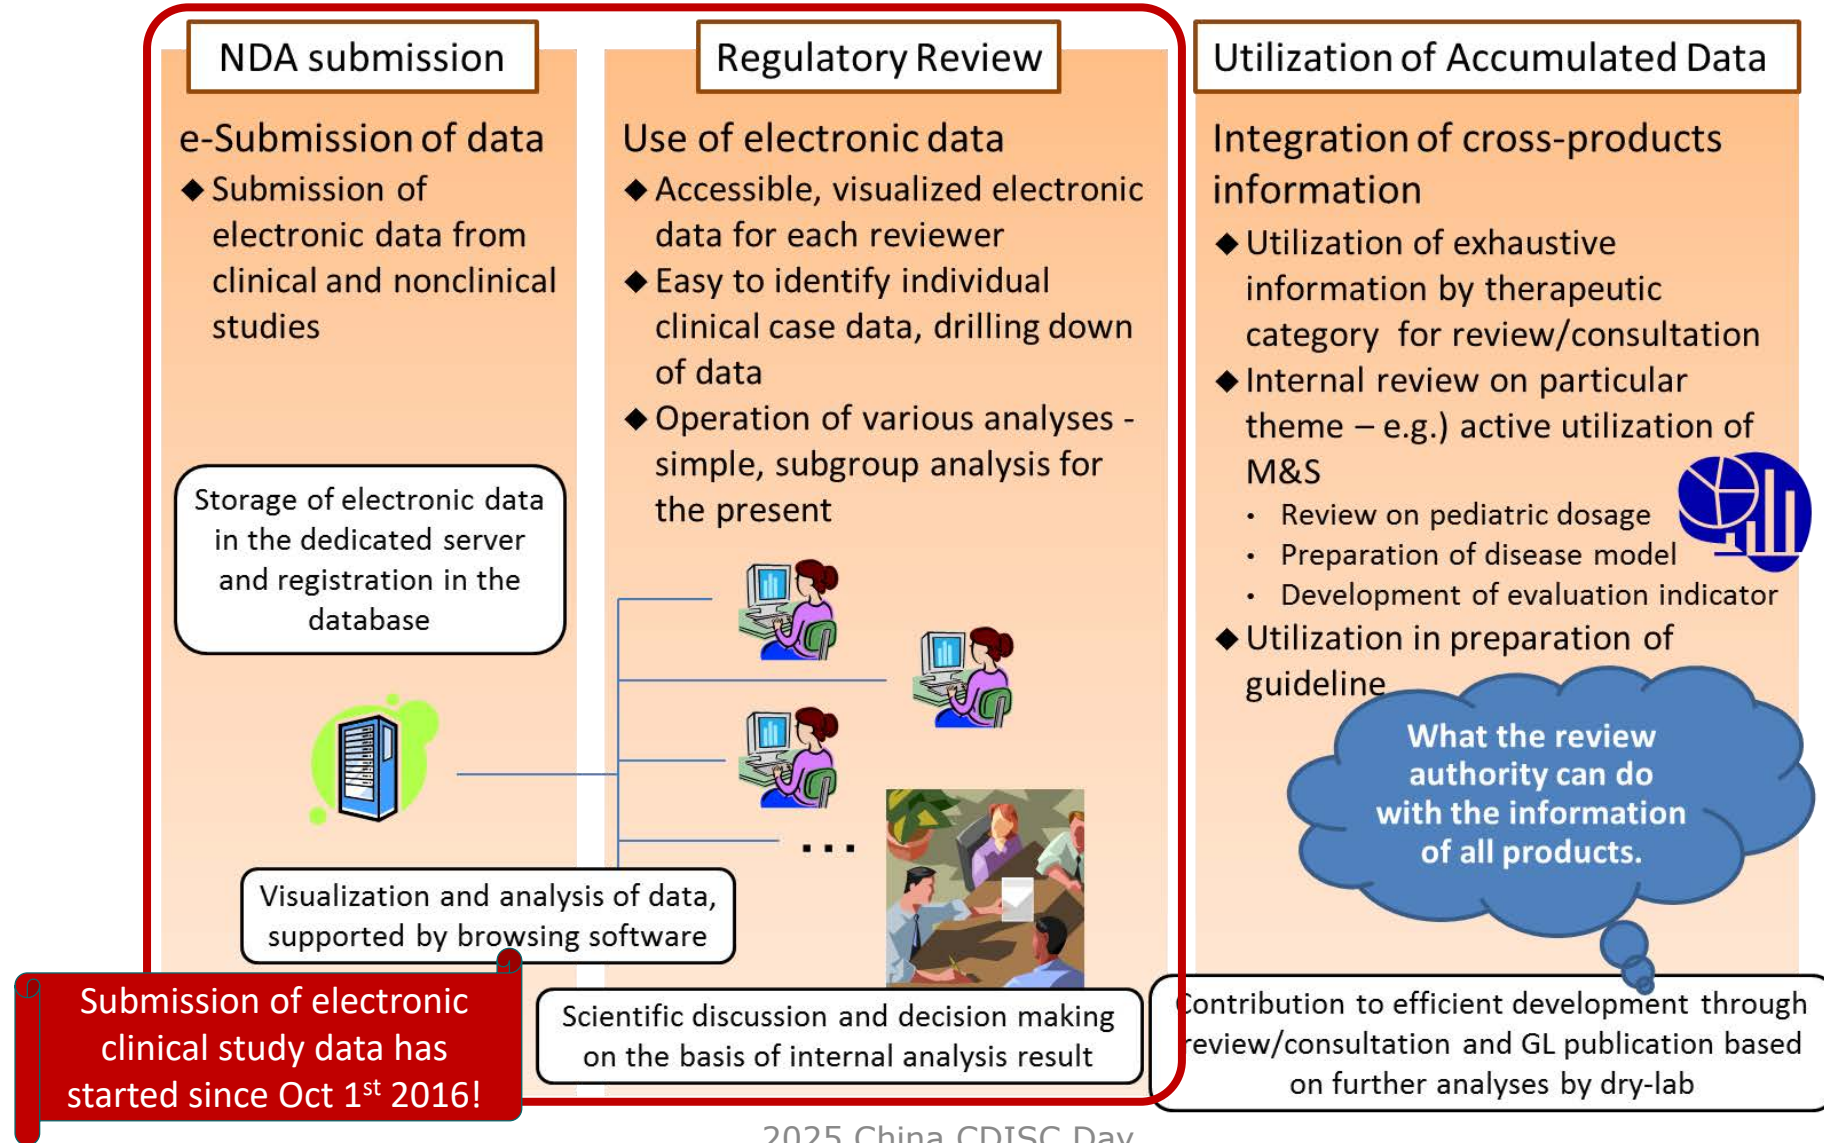 NDA submission
e-Submission of data
◆ Submission of
electronic data from
clinical and nonclinical
studies
Storage of electronic data
in the dedicated server
and registration in the
database
Regulatory Review
Use of electronic data
◆ Accessible, visualized electronic
data for each reviewer
◆ Easy to identify individual
clinical case data, drilling down
of data
◆ Operation of various analyses -
simple, subgroup analysis for
the present
...
Visualization and analysis of data,
supported by browsing software
Scientific discussion and decision making
on the basis of internal analysis result
Submission of electronic
clinical study data has
started since Oct 1st 2016!
Utilization of Accumulated Data
Integration of cross-products
information
◆ Utilization of exhaustive
information by therapeutic
category for review/consultation
◆ Internal review on particular
theme – e.g.) active utilization of
M&S
・ Review on pediatric dosage
・ Preparation of disease model
・ Development of evaluation indicator
◆ Utilization in preparation of
guideline
What the review
authority can do
with the information
of all products.
Contribution to efficient development through
review/consultation and GL publication based
on further analyses by dry-lab
2025 China CDISC Day